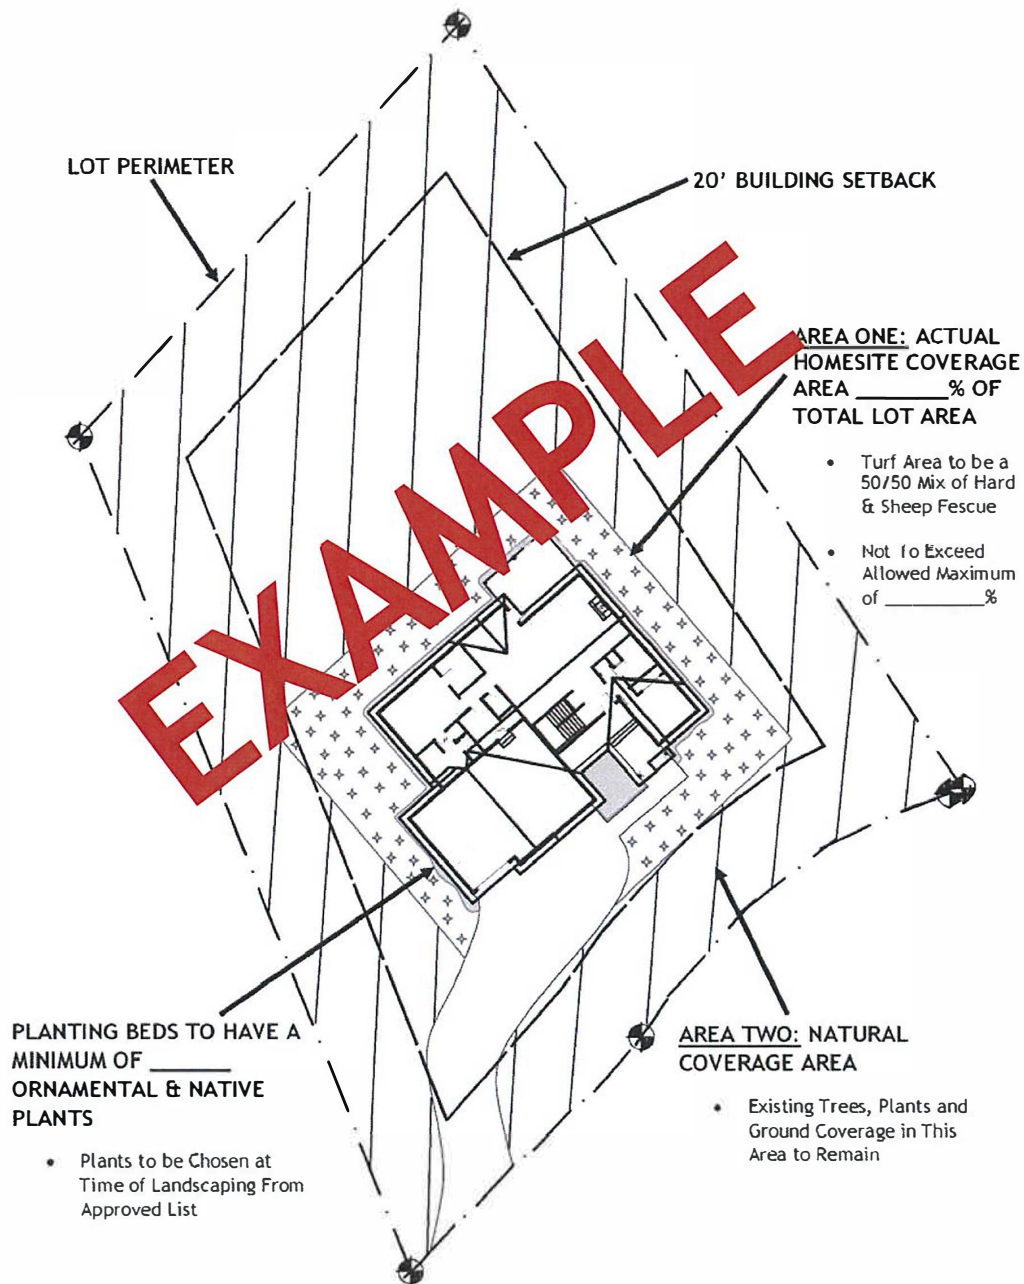 LOT PERIMETER
20' BUILDING SETBACK
AREA ONE: ACTUAL
HOMESITE COVERAGE
AREA ________% OF
TOTAL LOT AREA
• Turf Area to be a
50/50 Mix of Hard
& Sheep Fescue
• Not To Exceed
Allowed Maximum
of __________%
EXAMPLE
PLANTING BEDS TO HAVE A
MINIMUM OF _______
ORNAMENTAL & NATIVE
PLANTS
• Plants to be Chosen at
Time of Landscaping From
Approved List
AREA TWO: NATURAL
COVERAGE AREA
• Existing Trees, Plants and
Ground Coverage in This
Area to Remain